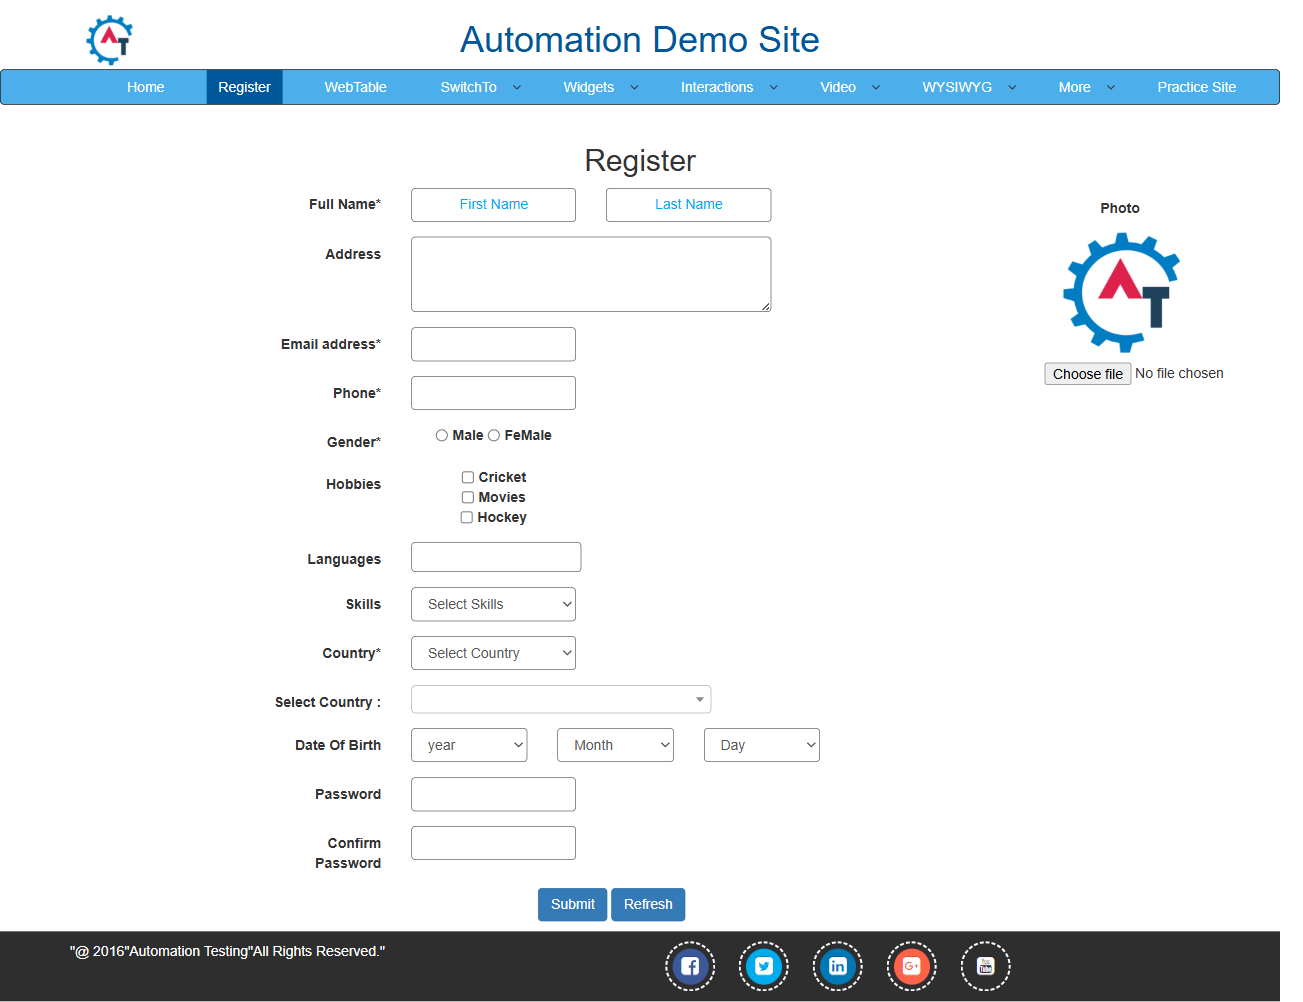 AT
Automation Demo Site
Home Register WebTable SwitchTo Widgets Interactions Video WYSIWYG More Practice Site
Register
Full Name* First Name Last Name
Photo
AT
Address
Email address*
Choose file No file chosen
Phone*
Gender* Male FeMale
Hobbies Cricket
Movies
Hockey
Languages
Skills Select Skills
Country* Select Country
Select Country :
Date Of Birth year Month Day
Password
Confirm
Password
Submit Refresh
"@ 2016"Automation Testing"All Rights Reserved."
f in G+ You Tube